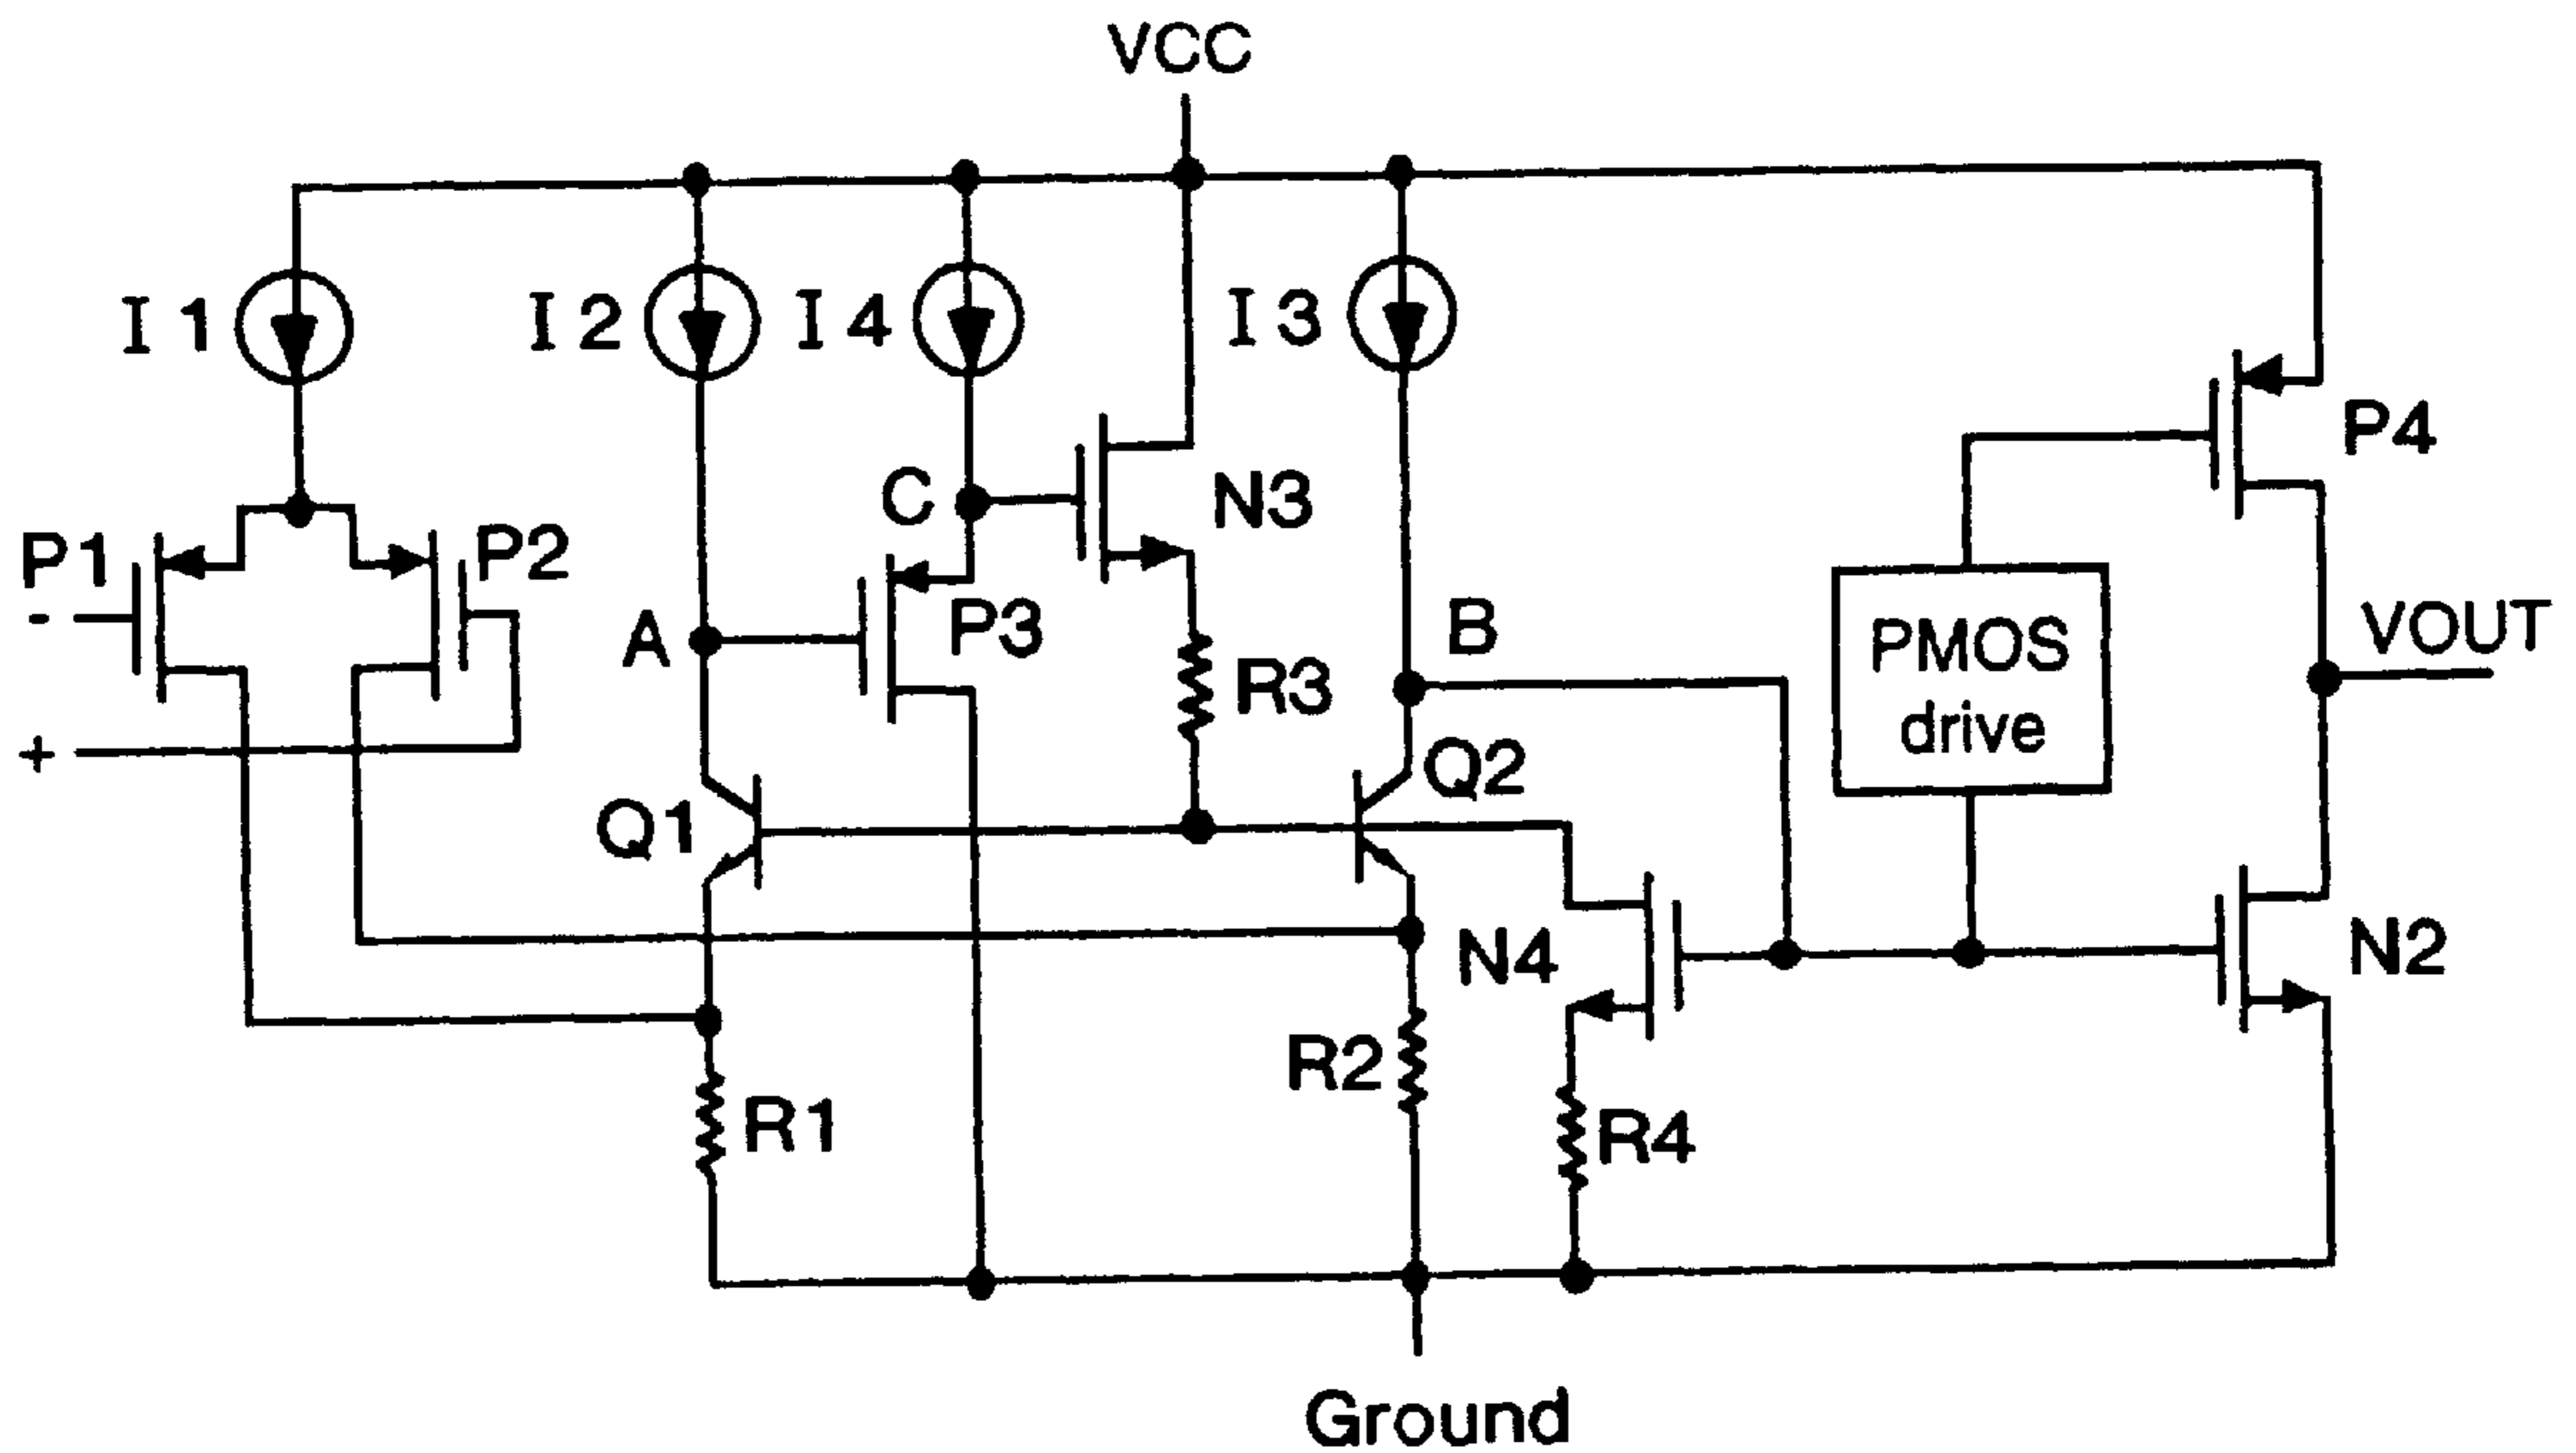 VCC
I1
I2
I4
I3
P4
C
N3
P1
P2
-
A
P3
B
PMOS
drive
VOUT
R3
+
Q1
Q2
N4
N2
R1
R2
R4
Ground